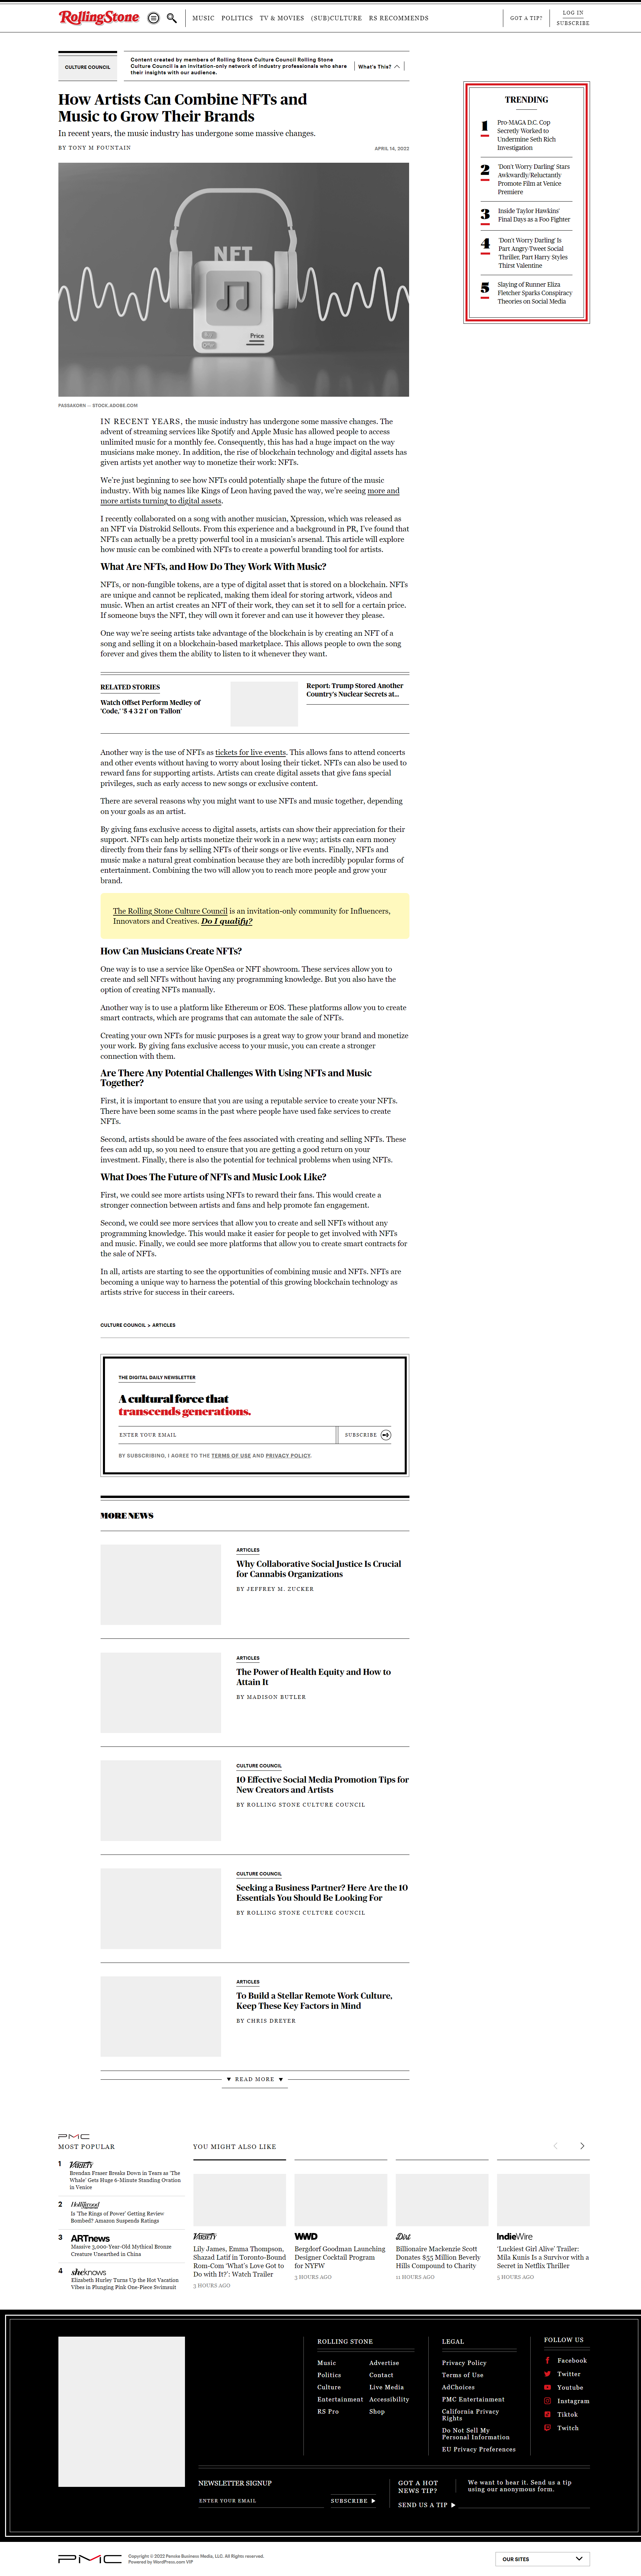 RollingStone
MUSIC POLITICS TV & MOVIES (SUB)CULTURE RS RECOMMENDS
GOT A TIP?
LOG IN
SUBSCRIBE
CULTURE COUNCIL
Content created by members of Rolling Stone Culture Council Rolling Stone
Culture Council is an invitation-only network of industry professionals who share
their insights with our audience.
What's This?
How Artists Can Combine NFTs and
Music to Grow Their Brands
In recent years, the music industry has undergone some massive changes.
BY TONY M FOUNTAIN
APRIL 14, 2022
NFT
Price
PASSAKORN — STOCK.ADOBE.COM
TRENDING
1 Pro-MAGA D.C. Cop
Secretly Worked to
Undermine Seth Rich
Investigation
2 'Don't Worry Darling' Stars
Awkwardly/Reluctantly
Promote Film at Venice
Premiere
3 Inside Taylor Hawkins'
Final Days as a Foo Fighter
4 'Don't Worry Darling' Is
Part Angry-Tweet Social
Thriller, Part Harry Styles
Thirst Valentine
5 Slaying of Runner Eliza
Fletcher Sparks Conspiracy
Theories on Social Media
IN RECENT YEARS, the music industry has undergone some massive changes. The
advent of streaming services like Spotify and Apple Music has allowed people to access
unlimited music for a monthly fee. Consequently, this has had a huge impact on the way
musicians make money. In addition, the rise of blockchain technology and digital assets has
given artists yet another way to monetize their work: NFTs.
We're just beginning to see how NFTs could potentially shape the future of the music
industry. With big names like Kings of Leon having paved the way, we're seeing more and
more artists turning to digital assets.
I recently collaborated on a song with another musician, Xpression, which was released as
an NFT via Distrokid Sellouts. From this experience and a background in PR, I've found that
NFTs can actually be a pretty powerful tool in a musician's arsenal. This article will explore
how music can be combined with NFTs to create a powerful branding tool for artists.
What Are NFTs, and How Do They Work With Music?
NFTs, or non-fungible tokens, are a type of digital asset that is stored on a blockchain. NFTs
are unique and cannot be replicated, making them ideal for storing artwork, videos and
music. When an artist creates an NFT of their work, they can set it to sell for a certain price.
If someone buys the NFT, they will own it forever and can use it however they please.
One way we're seeing artists take advantage of the blockchain is by creating an NFT of a
song and selling it on a blockchain-based marketplace. This allows people to own the song
forever and gives them the ability to listen to it whenever they want.
RELATED STORIES
Watch Offset Perform Medley of
'Code,' '5 4 3 2 1' on 'Fallon'
Report: Trump Stored Another
Country's Nuclear Secrets at...
Another way is the use of NFTs as tickets for live events. This allows fans to attend concerts
and other events without having to worry about losing their ticket. NFTs can also be used to
reward fans for supporting artists. Artists can create digital assets that give fans special
privileges, such as early access to new songs or exclusive content.
There are several reasons why you might want to use NFTs and music together, depending
on your goals as an artist.
By giving fans exclusive access to digital assets, artists can show their appreciation for their
support. NFTs can help artists monetize their work in a new way; artists can earn money
directly from their fans by selling NFTs of their songs or live events. Finally, NFTs and
music make a natural great combination because they are both incredibly popular forms of
entertainment. Combining the two will allow you to reach more people and grow your
brand.
The Rolling Stone Culture Council is an invitation-only community for Influencers,
Innovators and Creatives. Do I qualify?
How Can Musicians Create NFTs?
One way is to use a service like OpenSea or NFT showroom. These services allow you to
create and sell NFTs without having any programming knowledge. But you also have the
option of creating NFTs manually.
Another way is to use a platform like Ethereum or EOS. These platforms allow you to create
smart contracts, which are programs that can automate the sale of NFTs.
Creating your own NFTs for music purposes is a great way to grow your brand and monetize
your work. By giving fans exclusive access to your music, you can create a stronger
connection with them.
Are There Any Potential Challenges With Using NFTs and Music
Together?
First, it is important to ensure that you are using a reputable service to create your NFTs.
There have been some scams in the past where people have used fake services to create
NFTs.
Second, artists should be aware of the fees associated with creating and selling NFTs. These
fees can add up, so you need to ensure that you are getting a good return on your
investment. Finally, there is also the potential for technical problems when using NFTs.
What Does The Future of NFTs and Music Look Like?
First, we could see more artists using NFTs to reward their fans. This would create a
stronger connection between artists and fans and help promote fan engagement.
Second, we could see more services that allow you to create and sell NFTs without any
programming knowledge. This would make it easier for people to get involved with NFTs
and music. Finally, we could see more platforms that allow you to create smart contracts for
the sale of NFTs.
In all, artists are starting to see the opportunities of combining music and NFTs. NFTs are
becoming a unique way to harness the potential of this growing blockchain technology as
artists strive for success in their careers.
CULTURE COUNCIL > ARTICLES
THE DIGITAL DAILY NEWSLETTER
A cultural force that
transcends generations.
ENTER YOUR EMAIL
SUBSCRIBE
BY SUBSCRIBING, I AGREE TO THE TERMS OF USE AND PRIVACY POLICY.
MORE NEWS
ARTICLES
Why Collaborative Social Justice Is Crucial
for Cannabis Organizations
BY JEFFREY M. ZUCKER
ARTICLES
The Power of Health Equity and How to
Attain It
BY MADISON BUTLER
CULTURE COUNCIL
10 Effective Social Media Promotion Tips for
New Creators and Artists
BY ROLLING STONE CULTURE COUNCIL
CULTURE COUNCIL
Seeking a Business Partner? Here Are the 10
Essentials You Should Be Looking For
BY ROLLING STONE CULTURE COUNCIL
ARTICLES
To Build a Stellar Remote Work Culture,
Keep These Key Factors in Mind
BY CHRIS DREYER
READ MORE
PMC
MOST POPULAR
1 VARIETY
Brendan Fraser Breaks Down in Tears as 'The
Whale' Gets Huge 6-Minute Standing Ovation
in Venice
2 Hollywood
Is 'The Rings of Power' Getting Review
Bombed? Amazon Suspends Ratings
3 ARTnews
Massive 3,000-Year-Old Mythical Bronze
Creature Unearthed in China
4 sheknows
Elizabeth Hurley Turns Up the Hot Vacation
Vibes in Plunging Pink One-Piece Swimsuit
YOU MIGHT ALSO LIKE
VARIETY
Lily James, Emma Thompson,
Shazad Latif in Toronto-Bound
Rom-Com 'What's Love Got to
Do with It?': Watch Trailer
3 HOURS AGO
WWD
Bergdorf Goodman Launching
Designer Cocktail Program
for NYFW
3 HOURS AGO
Dirt
Billionaire Mackenzie Scott
Donates $55 Million Beverly
Hills Compound to Charity
11 HOURS AGO
IndieWire
'Luckiest Girl Alive' Trailer:
Mila Kunis Is a Survivor with a
Secret in Netflix Thriller
5 HOURS AGO
ROLLING STONE
Music
Politics
Culture
Entertainment
RS Pro
Advertise
Contact
Live Media
Accessibility
Shop
LEGAL
Privacy Policy
Terms of Use
AdChoices
PMC Entertainment
California Privacy
Rights
Do Not Sell My
Personal Information
EU Privacy Preferences
FOLLOW US
Facebook
Twitter
Youtube
Instagram
Tiktok
Twitch
NEWSLETTER SIGNUP
ENTER YOUR EMAIL
SUBSCRIBE
GOT A HOT
NEWS TIP?
We want to hear it. Send us a tip
using our anonymous form.
SEND US A TIP
PMC
Copyright © 2022 Penske Business Media, LLC. All Rights reserved.
Powered by WordPress.com VIP
OUR SITES